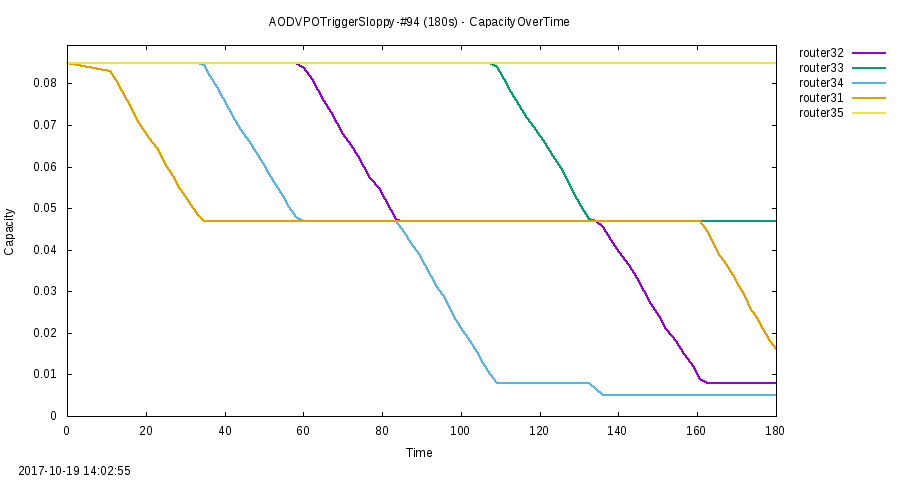 AODVPOTriggerSloppy-#94 (180s) - CapacityOverTime
router32
router33
router34
router31
router35
0.08
0.07
0.06
0.05
0.04
0.03
0.02
0.01
0
Capacity
0 20 40 60 80 100 120 140 160 180
Time
2017-10-19 14:02:55